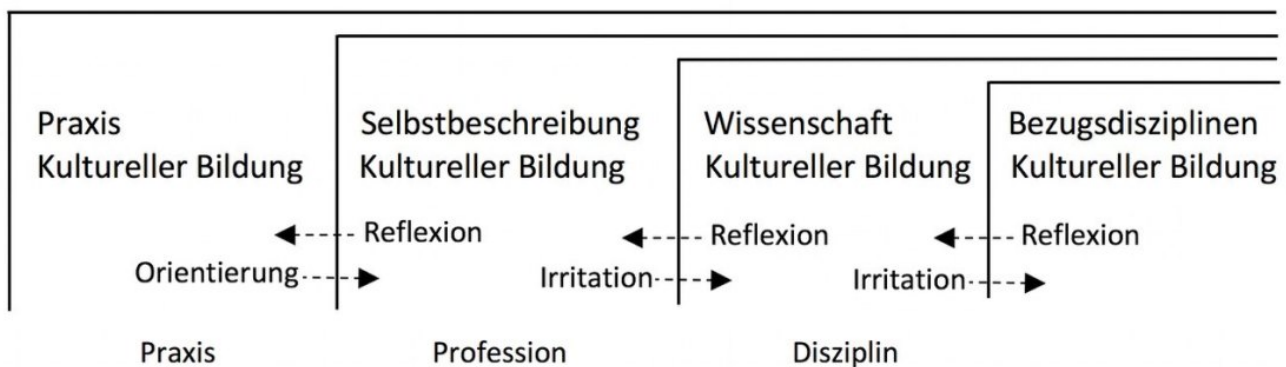 Praxis
Kultureller Bildung
Selbstbeschreibung
Kultureller Bildung
Wissenschaft
Kultureller Bildung
Bezugsdisziplinen
Kultureller Bildung
Reflexion
Reflexion
Reflexion
Orientierung
Irritation
Irritation
Praxis
Profession
Disziplin